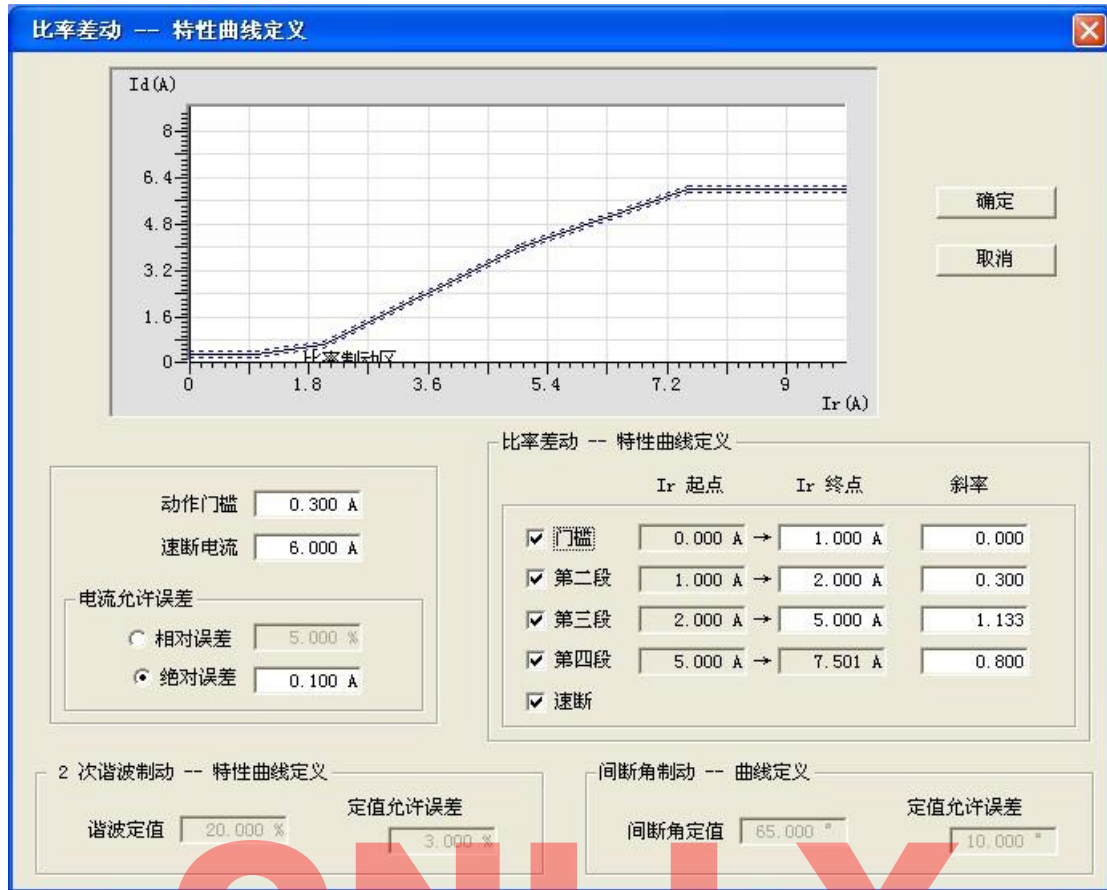 比率差动 -- 特性曲线定义
Id(A)
8
6.4
4.8
3.2
1.6
0
比率制动区
0 1.8 3.6 5.4 7.2 9
Ir(A)
确定
取消
动作门槛 0.300 A
速断电流 6.000 A
电流允许误差
相对误差 5.000 %
绝对误差 0.100 A
比率差动 -- 特性曲线定义
Ir 起点 Ir 终点 斜率
门槛 0.000 A → 1.000 A 0.000
第二段 1.000 A → 2.000 A 0.300
第三段 2.000 A → 5.000 A 1.133
第四段 5.000 A → 7.501 A 0.800
速断
2 次谐波制动 -- 特性曲线定义
谐波定值 20.000 %
定值允许误差
3.000 %
间断角制动 -- 曲线定义
间断角定值 65.000 °
定值允许误差
10.000 °
ONLLY